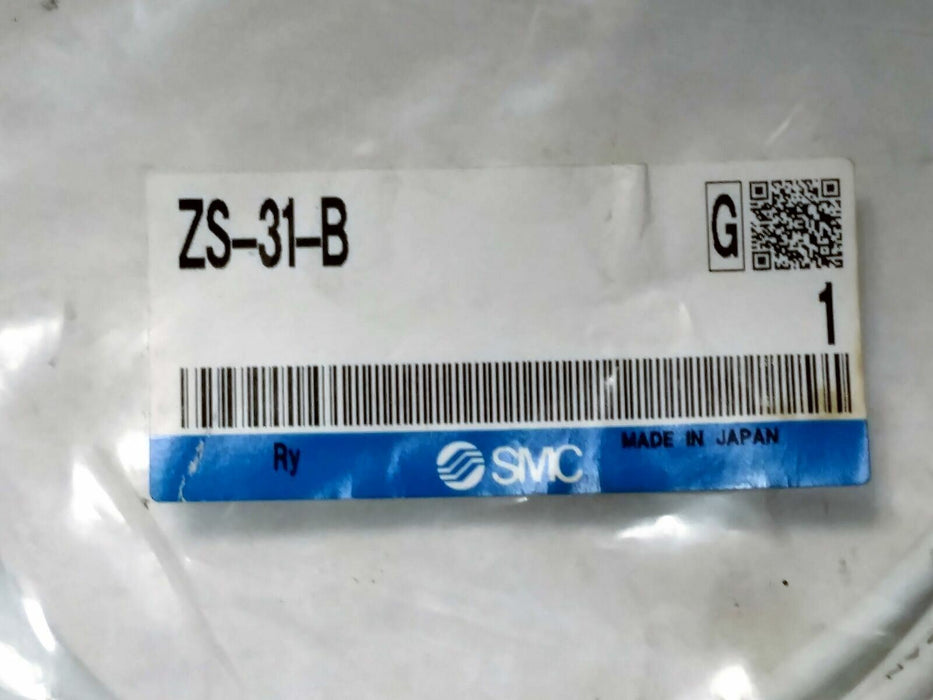 ZS-31-B
G
1
Ry
SMC
MADE IN JAPAN